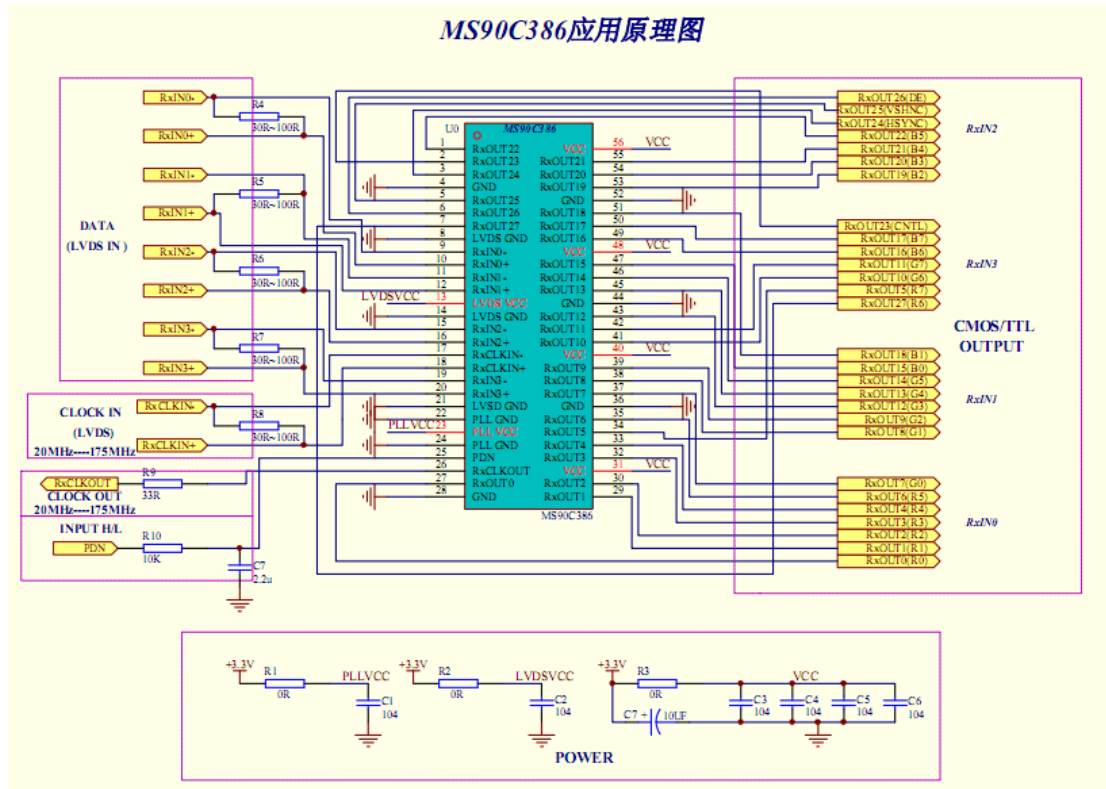 MS90C386应用原理图
RxIN0-
R4
30R~100R
RxIN0+
RxIN1-
R5
30R~100R
RxIN1+
DATA
(LVDS IN )
RxIN2-
R6
30R~100R
RxIN2+
RxIN3-
R7
30R~100R
RxIN3+
CLOCK IN
(LVDS)
20MHz----175MHz
RxCLKIN-
R8
30R~100R
RxCLKIN+
RxCLKOUT
R9
33R
CLOCK OUT
20MHz----175MHz
INPUT H/L
PDN
R10
10K
C7
2.2u
LVDSVCC
PLLVCC
U0
MS90C386
1 RxOUT22
2 RxOUT23
3 RxOUT24
4 GND
5 RxOUT25
6 RxOUT26
7 RxOUT27
8 LVDS GND
9 RxIN0-
10 RxIN0+
11 RxIN1-
12 RxIN1+
13 LVDS VCC
14 LVDS GND
15 RxIN2-
16 RxIN2+
17 RxCLKIN-
18 RxCLKIN+
19 RxIN3-
20 RxIN3+
21 LVSD GND
22 PLL GND
23 PLL VCC
24 PLL GND
25 PDN
26 RxCLKOUT
27 RxOUT0
28 GND
VCC 56 VCC
RxOUT21 55
RxOUT20 54
RxOUT19 53
GND 52
RxOUT18 51
RxOUT17 50
RxOUT16 49
VCC 48 VCC
RxOUT15 47
RxOUT14 46
RxOUT13 45
GND 44
RxOUT12 43
RxOUT11 42
RxOUT10 41
VCC 40 VCC
RxOUT9 39
RxOUT8 38
RxOUT7 37
GND 36
RxOUT6 35
RxOUT5 34
RxOUT4 33
RxOUT3 32
VCC 31 VCC
RxOUT2 30
RxOUT1 29
MS90C386
RxOUT26(DE)
RxOUT25(VSHNC)
RxOUT24(HSYNC)
RxOUT22(B5)
RxOUT21(B4)
RxOUT20(B3)
RxOUT19(B2)
RxIN2
RxOUT23(CNTL)
RxOUT17(B7)
RxOUT16(B6)
RxOUT11(G7)
RxOUT10(G6)
RxOUT5(R7)
RxOUT27(R6)
RxIN3
CMOS/TTL
OUTPUT
RxOUT18(B1)
RxOUT15(B0)
RxOUT14(G5)
RxOUT13(G4)
RxOUT12(G3)
RxOUT9(G2)
RxOUT8(G1)
RxIN1
RxOUT7(G0)
RxOUT6(R5)
RxOUT4(R4)
RxOUT3(R3)
RxOUT2(R2)
RxOUT1(R1)
RxOUT0(R0)
RxIN0
+3.3V
R1
0R
PLLVCC
C1
104
+3.3V
R2
0R
LVDSVCC
C2
104
+3.3V
R3
0R
VCC
C7 +
10UF
C3
104
C4
104
C5
104
C6
104
POWER